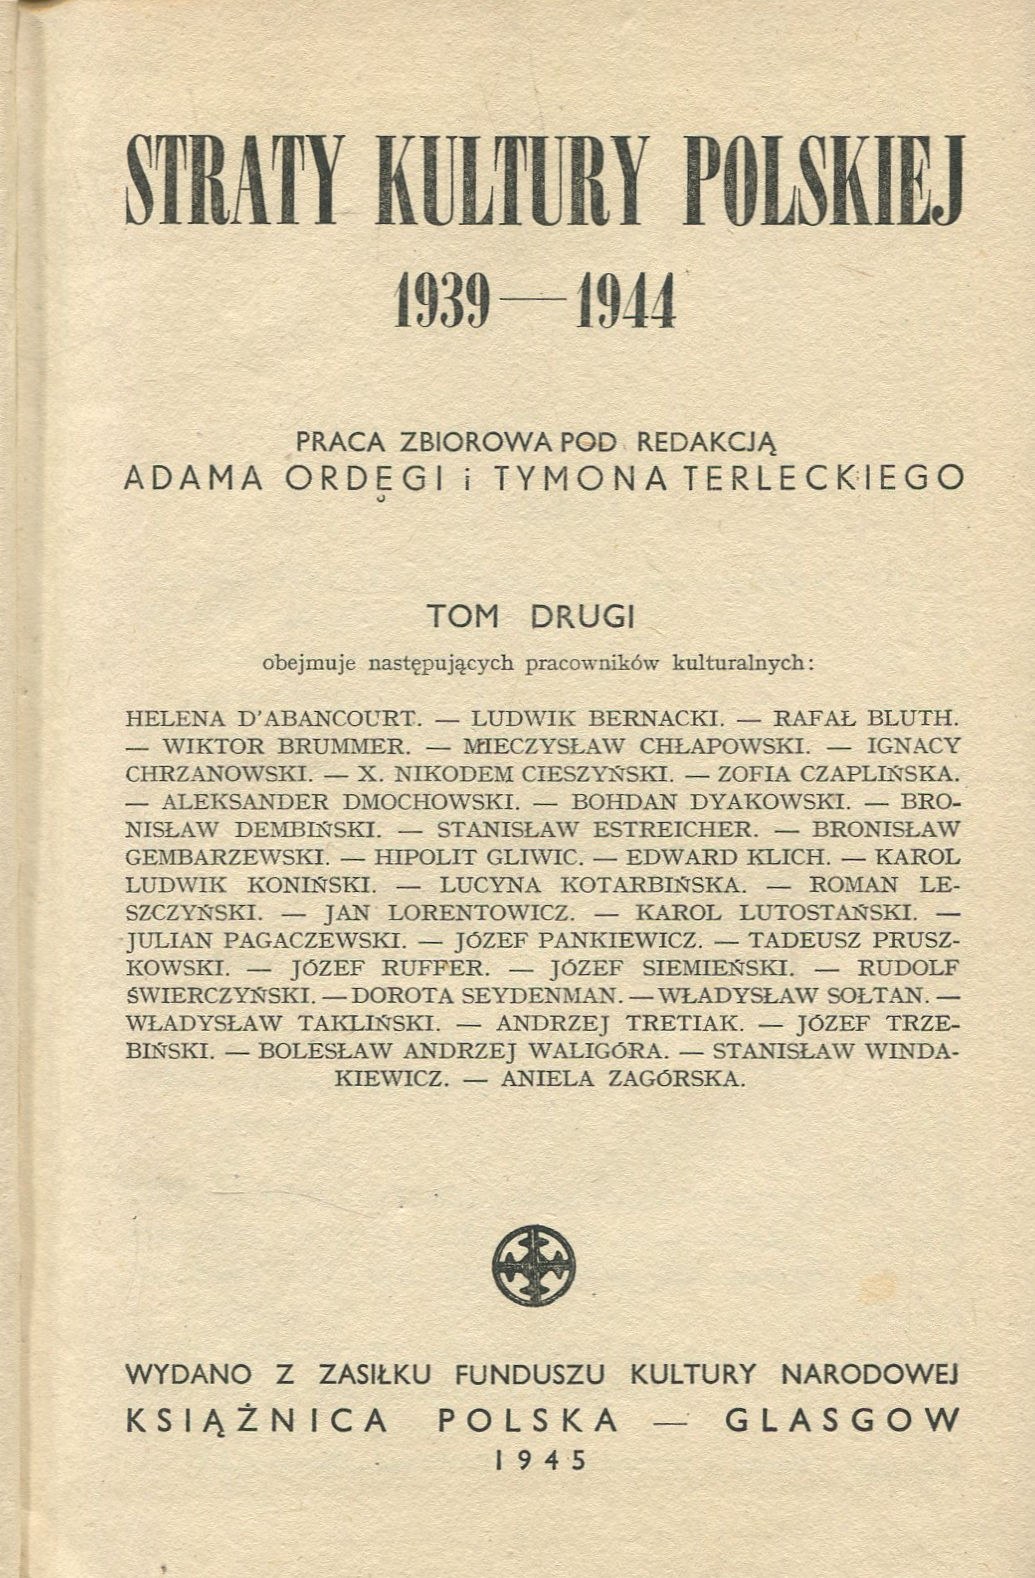 STRATY KULTURY POLSKIEJ
1939 — 1944
PRACA ZBIOROWA POD REDAKCJĄ
ADAMA ORDĘGI i TYMONA TERLECKIEGO
TOM DRUGI
obejmuje następujących pracowników kulturalnych:
HELENA D'ABANCOURT. — LUDWIK BERNACKI. — RAFAŁ BLUTH.
— WIKTOR BRUMMER. — MIECZYSŁAW CHŁAPOWSKI. — IGNACY
CHRZANOWSKI. — X. NIKODEM CIESZYŃSKI. — ZOFIA CZAPLIŃSKA.
— ALEKSANDER DMOCHOWSKI. — BOHDAN DYAKOWSKI. — BRO-
NISŁAW DEMBIŃSKI. — STANISŁAW ESTREICHER. — BRONISŁAW
GEMBARZEWSKI. — HIPOLIT GLIWIC. — EDWARD KLICH. — KAROL
LUDWIK KONIŃSKI. — LUCYNA KOTARBIŃSKA. — ROMAN LE-
SZCZYŃSKI. — JAN LORENTOWICZ. — KAROL LUTOSTAŃSKI. —
JULIAN PAGACZEWSKI. — JÓZEF PANKIEWICZ. — TADEUSZ PRUSZ-
KOWSKI. — JÓZEF RUFFER. — JÓZEF SIEMIEŃSKI. — RUDOLF
ŚWIERCZYŃSKI. — DOROTA SEYDENMAN. — WŁADYSŁAW SOŁTAN. —
WŁADYSŁAW TAKLIŃSKI. — ANDRZEJ TRETIAK. — JÓZEF TRZE-
BIŃSKI. — BOLESŁAW ANDRZEJ WALIGÓRA. — STANISŁAW WINDA-
KIEWICZ. — ANIELA ZAGÓRSKA.
WYDANO Z ZASIŁKU FUNDUSZU KULTURY NARODOWEJ
KSIĄŻNICA POLSKA — GLASGOW
1945